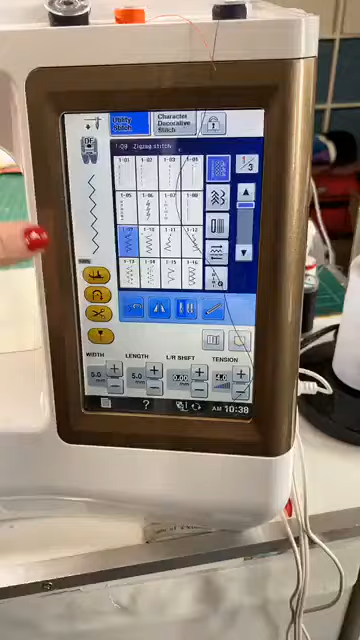 Utility
Stitch
Character
Decorative
Stitch
1-09 Zigzag stitch
1-01 1-02 1-03 1-04
1/3
1-05 1-06 1-07 1-08
1-09 1-10 1-11 1-12
1-13 1-14 1-15 1-16
WIDTH LENGTH L/R SHIFT TENSION
5.0 mm + − 5.0 mm + − 0.00 mm + − 4.0 + −
? AM 10:38